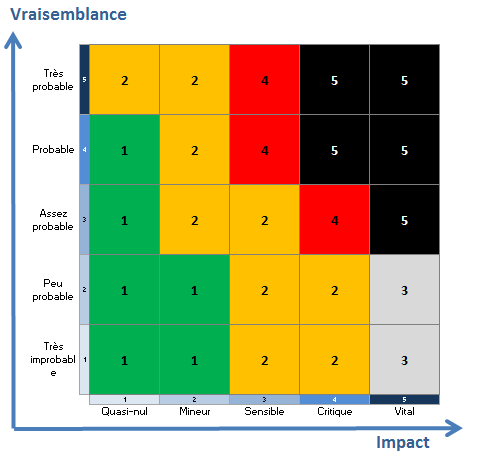 Vraisemblance
Très
probable
5
2 2 4 5 5
Probable
4
1 2 4 5 5
Assez
probable
3
1 2 2 4 5
Peu
probable
2
1 1 2 2 3
Très
improbabl
e
1
1 1 2 2 3
1 2 3 4 5
Quasi-nul Mineur Sensible Critique Vital
Impact